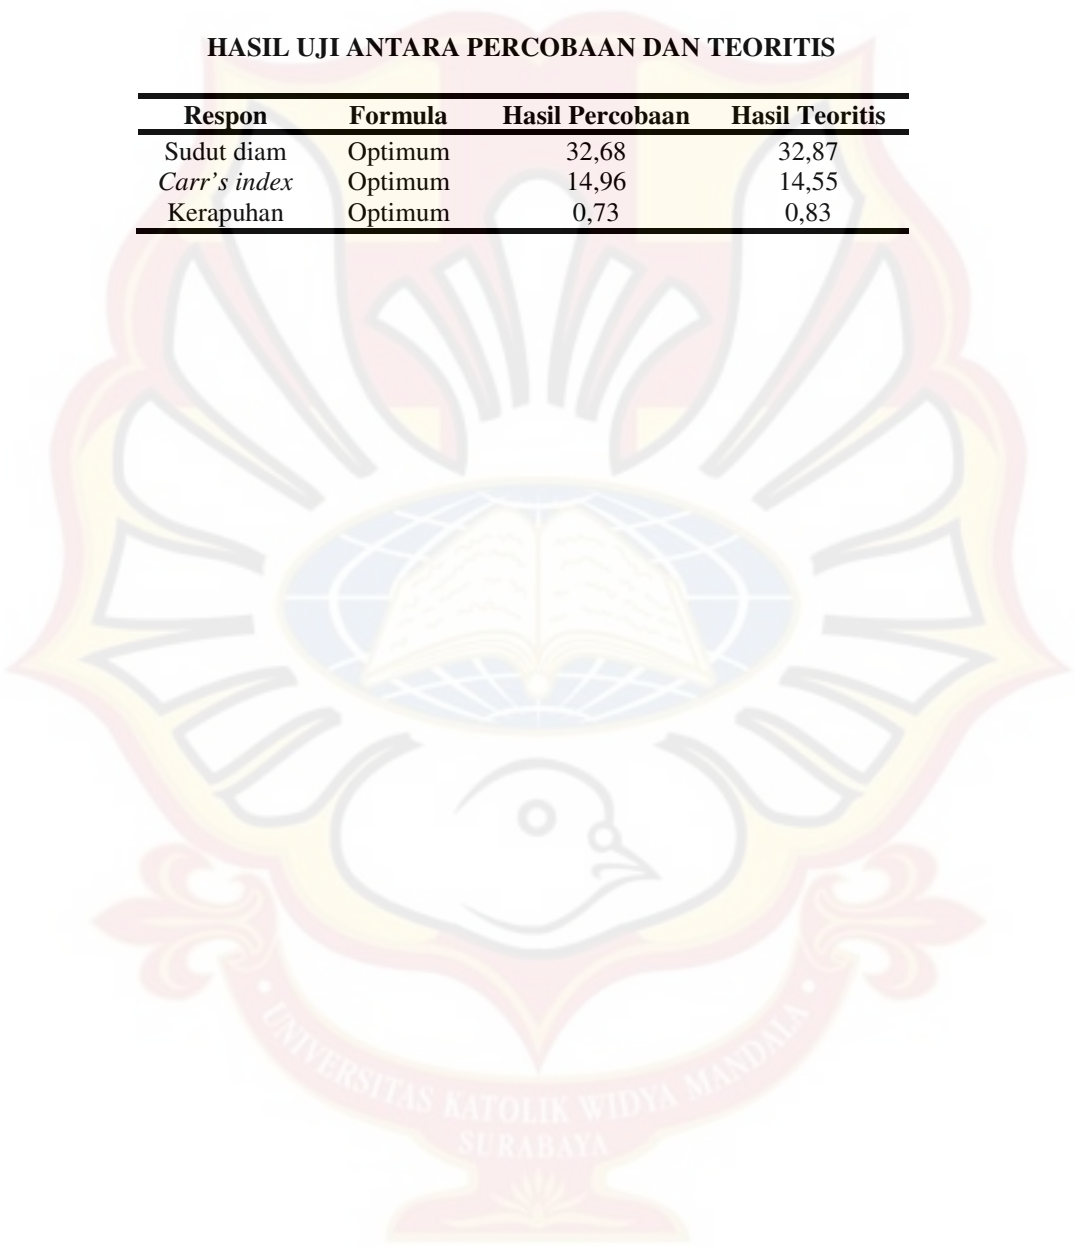 HASIL UJI ANTARA PERCOBAAN DAN TEORITIS
Respon Formula Hasil Percobaan Hasil Teoritis
Sudut diam Optimum 32,68 32,87
Carr's index Optimum 14,96 14,55
Kerapuhan Optimum 0,73 0,83
UNIVERSITAS KATOLIK WIDYA MANDALA
SURABAYA